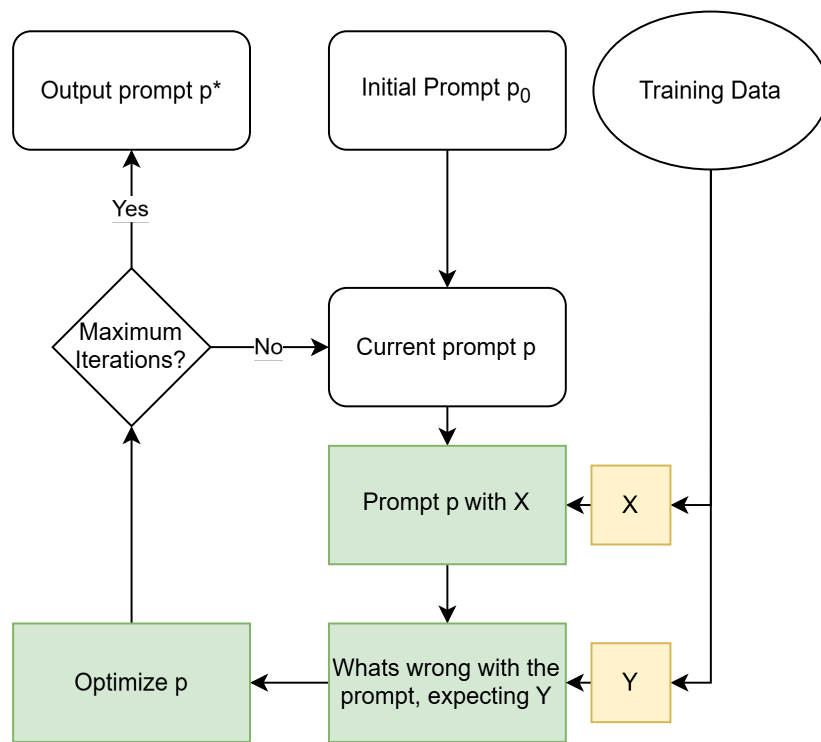 Output prompt p*
Initial Prompt p₀
Training Data
Yes
Maximum
Iterations?
No
Current prompt p
Prompt p with X
X
Optimize p
Whats wrong with the
prompt, expecting Y
Y